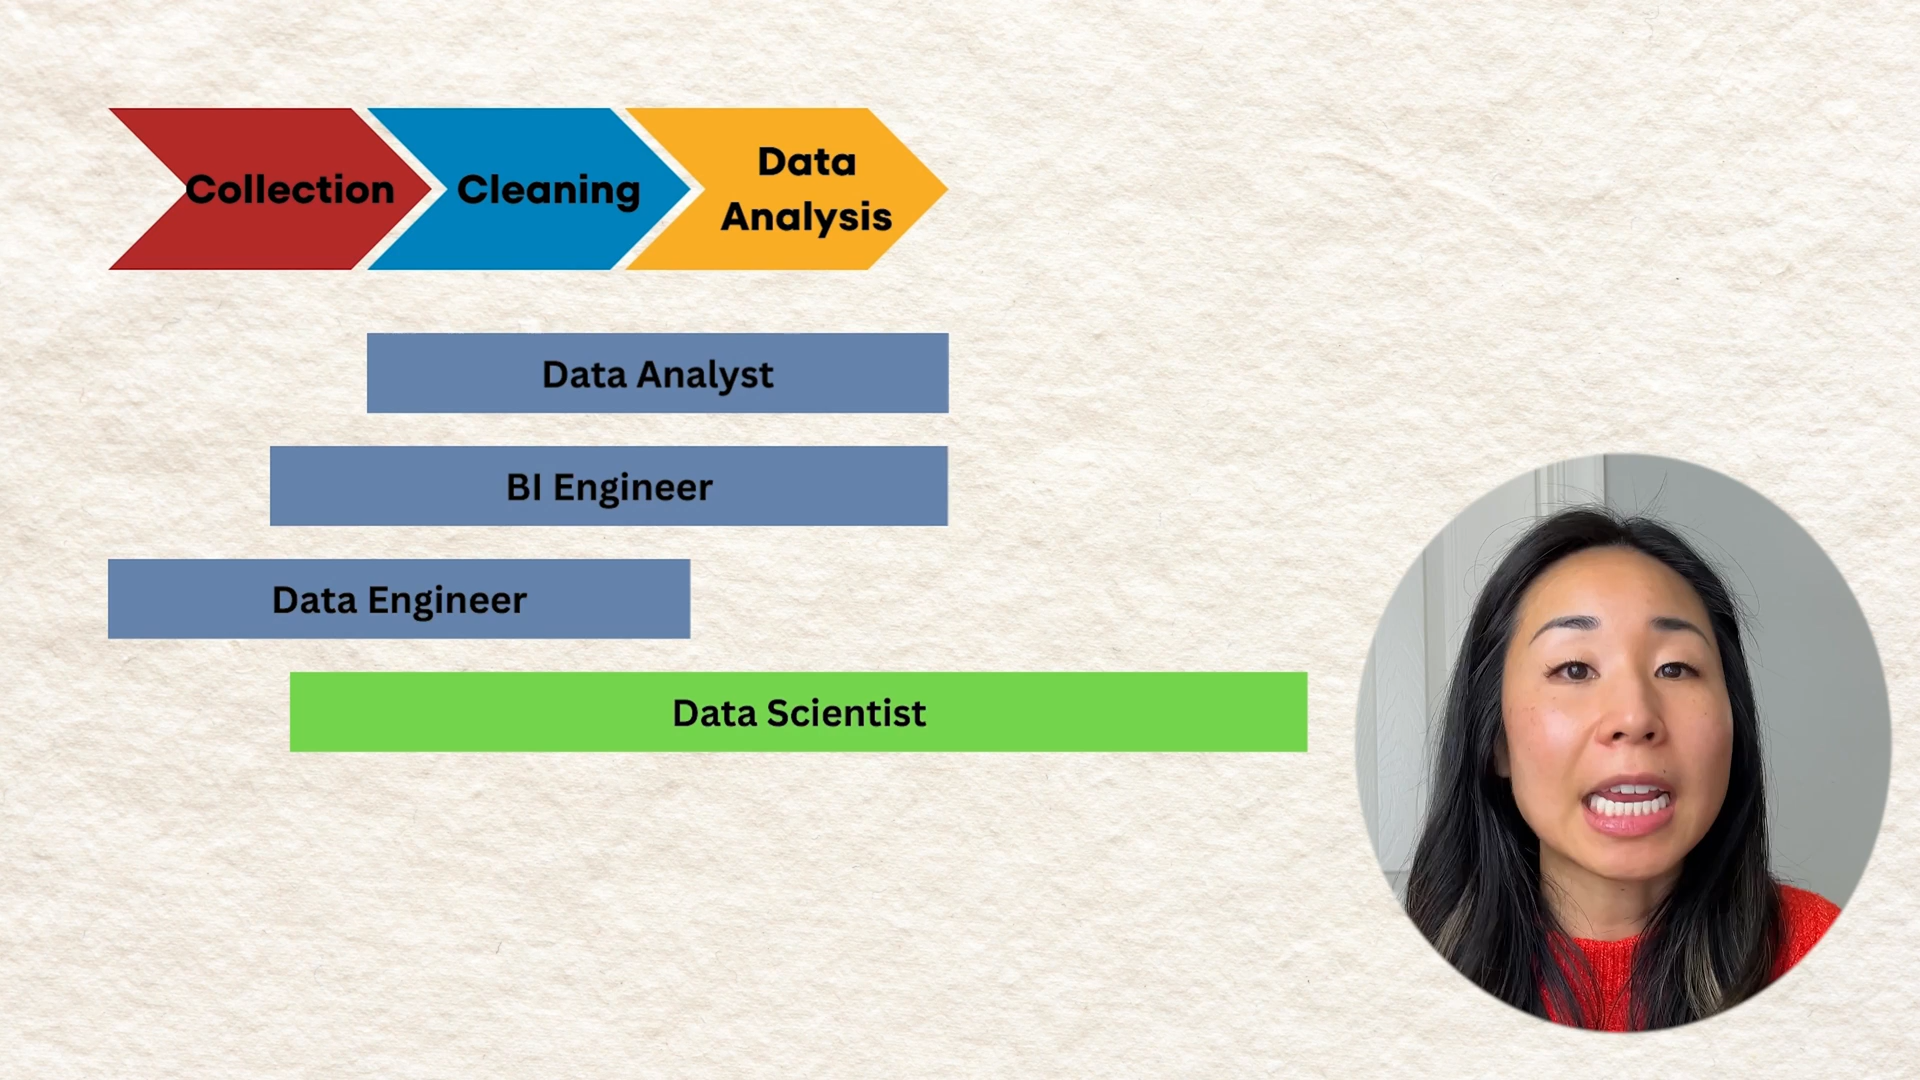 Collection
Cleaning
Data
Analysis
Data Analyst
BI Engineer
Data Engineer
Data Scientist